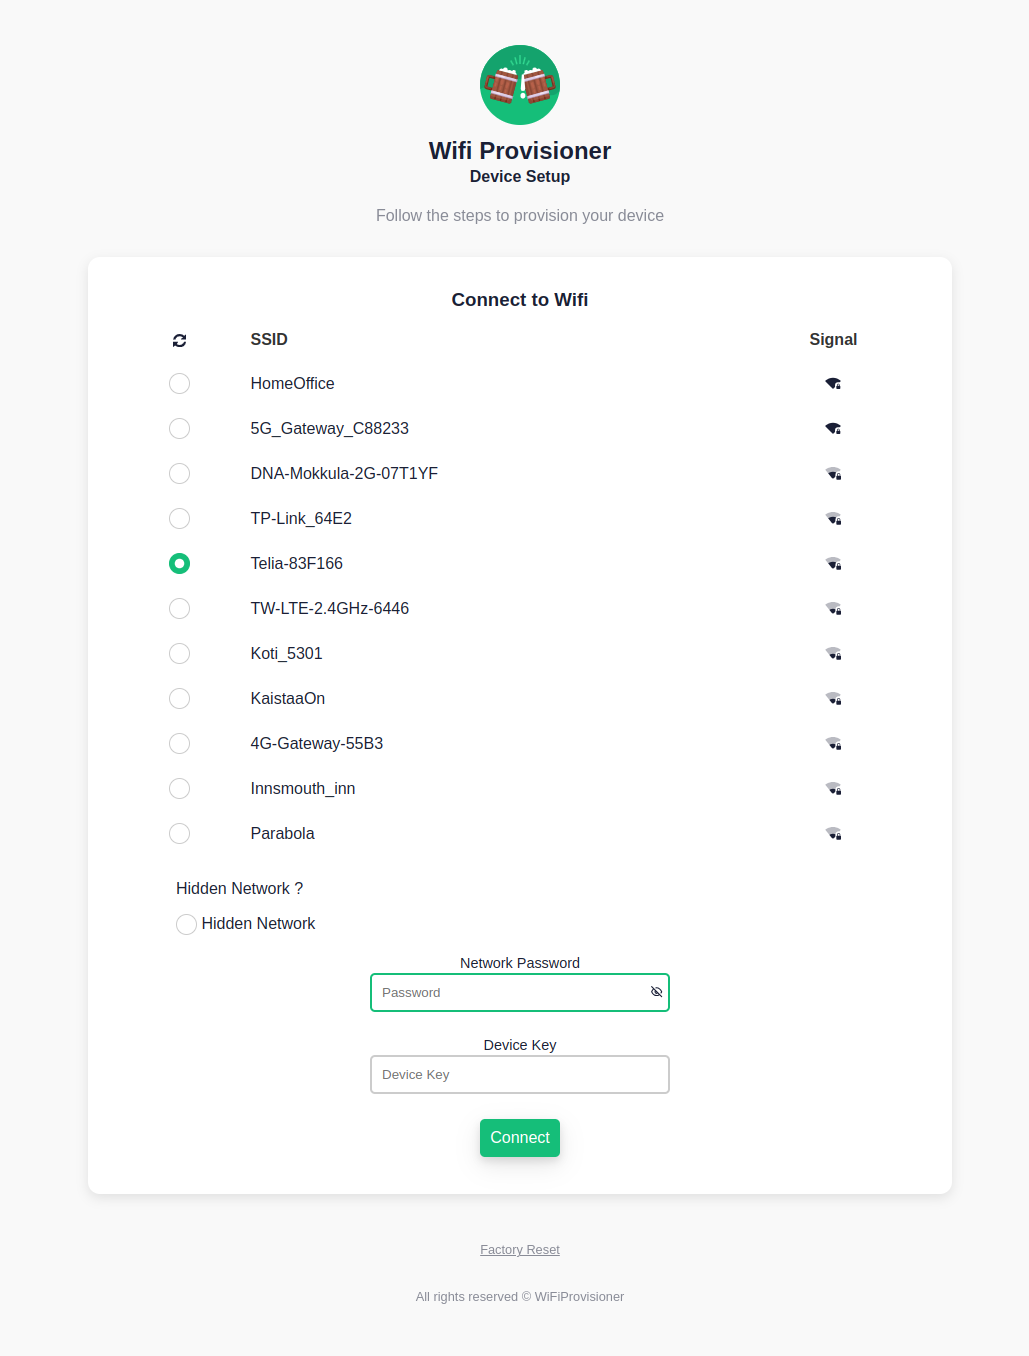 Wifi Provisioner
Device Setup
Follow the steps to provision your device
Connect to Wifi
SSID Signal
HomeOffice
5G_Gateway_C88233
DNA-Mokkula-2G-07T1YF
TP-Link_64E2
Telia-83F166
TW-LTE-2.4GHz-6446
Koti_5301
KaistaaOn
4G-Gateway-55B3
Innsmouth_inn
Parabola
Hidden Network ?
Hidden Network
Network Password
Password
Device Key
Device Key
Connect
Factory Reset
All rights reserved © WiFiProvisioner